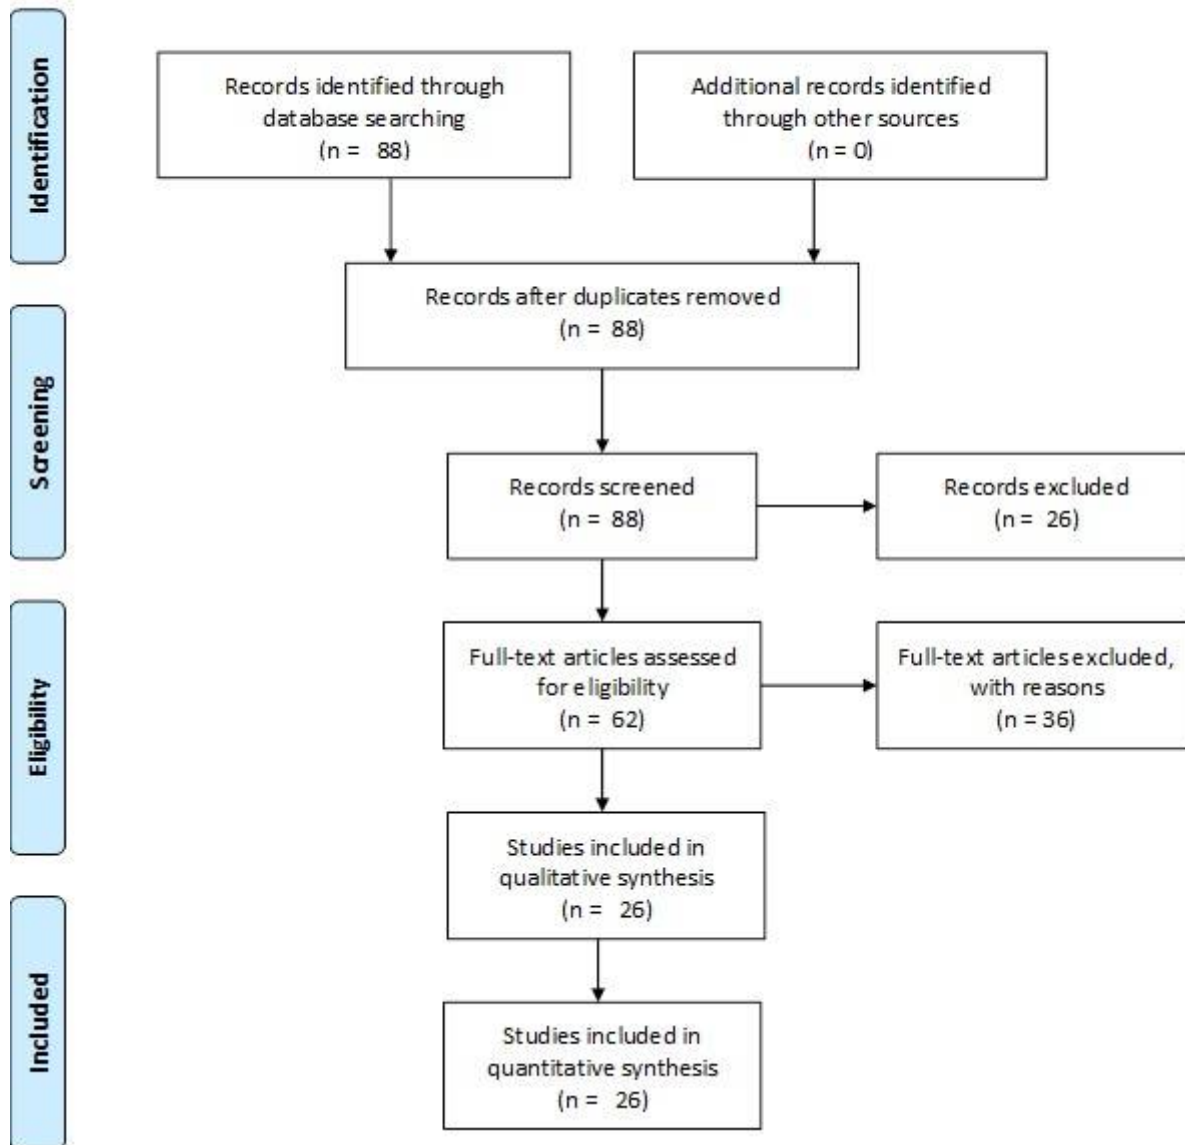 Identification
Records identified through
database searching
(n = 88)
Additional records identified
through other sources
(n = 0)
Records after duplicates removed
(n = 88)
Screening
Records screened
(n = 88)
Records excluded
(n = 26)
Eligibility
Full-text articles assessed
for eligibility
(n = 62)
Full-text articles excluded,
with reasons
(n = 36)
Studies included in
qualitative synthesis
(n = 26)
Included
Studies included in
quantitative synthesis
(n = 26)